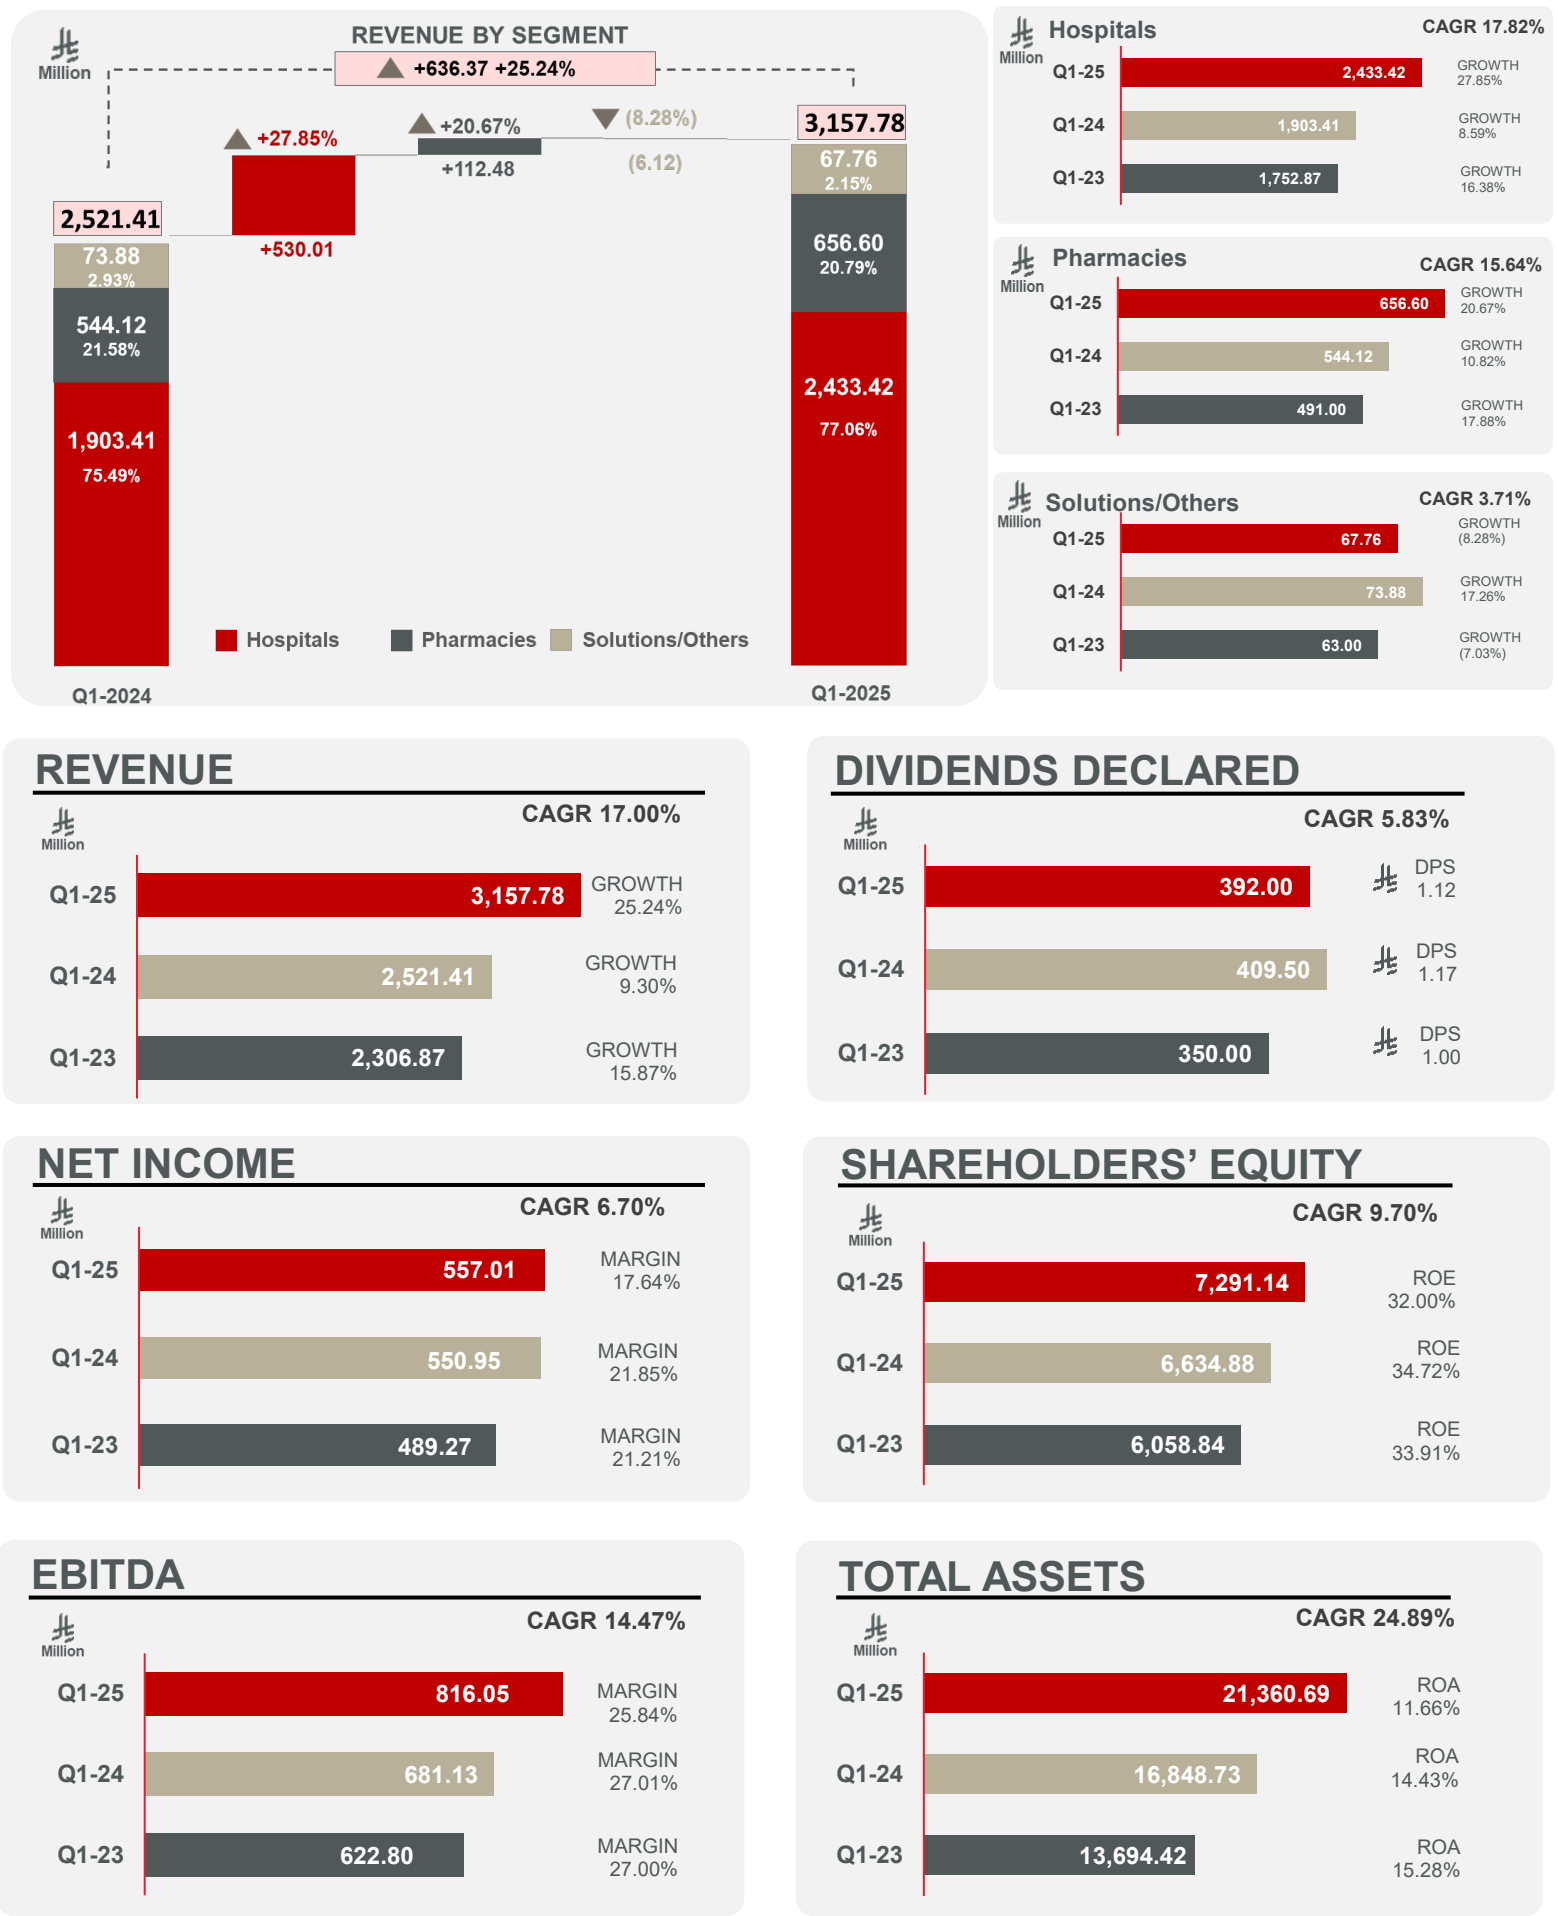 REVENUE BY SEGMENT
Million
+636.37 +25.24%
+27.85%
+530.01
+20.67%
+112.48
(8.28%)
(6.12)
2,521.41
73.88
2.93%
544.12
21.58%
1,903.41
75.49%
Q1-2024
3,157.78
67.76
2.15%
656.60
20.79%
2,433.42
77.06%
Q1-2025
Hospitals
Pharmacies
Solutions/Others
Hospitals
CAGR 17.82%
Million
Q1-25
2,433.42
GROWTH
27.85%
Q1-24
1,903.41
GROWTH
8.59%
Q1-23
1,752.87
GROWTH
16.38%
Pharmacies
CAGR 15.64%
Million
Q1-25
656.60
GROWTH
20.67%
Q1-24
544.12
GROWTH
10.82%
Q1-23
491.00
GROWTH
17.88%
Solutions/Others
CAGR 3.71%
Million
Q1-25
67.76
GROWTH
(8.28%)
Q1-24
73.88
GROWTH
17.26%
Q1-23
63.00
GROWTH
(7.03%)
REVENUE
CAGR 17.00%
Million
Q1-25
3,157.78
GROWTH
25.24%
Q1-24
2,521.41
GROWTH
9.30%
Q1-23
2,306.87
GROWTH
15.87%
DIVIDENDS DECLARED
CAGR 5.83%
Million
Q1-25
392.00
DPS
1.12
Q1-24
409.50
DPS
1.17
Q1-23
350.00
DPS
1.00
NET INCOME
CAGR 6.70%
Million
Q1-25
557.01
MARGIN
17.64%
Q1-24
550.95
MARGIN
21.85%
Q1-23
489.27
MARGIN
21.21%
SHAREHOLDERS’ EQUITY
CAGR 9.70%
Million
Q1-25
7,291.14
ROE
32.00%
Q1-24
6,634.88
ROE
34.72%
Q1-23
6,058.84
ROE
33.91%
EBITDA
CAGR 14.47%
Million
Q1-25
816.05
MARGIN
25.84%
Q1-24
681.13
MARGIN
27.01%
Q1-23
622.80
MARGIN
27.00%
TOTAL ASSETS
CAGR 24.89%
Million
Q1-25
21,360.69
ROA
11.66%
Q1-24
16,848.73
ROA
14.43%
Q1-23
13,694.42
ROA
15.28%